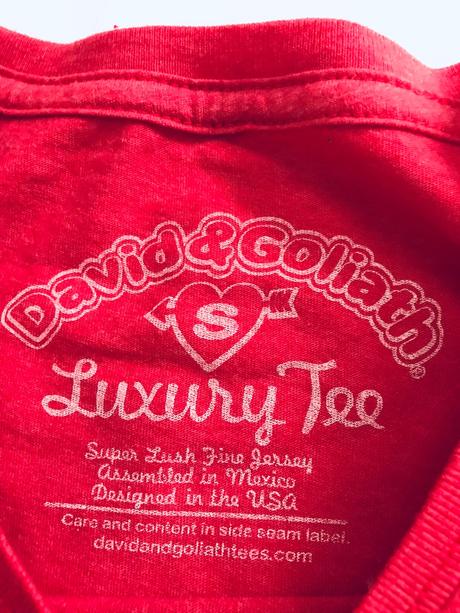 David & Goliath®
S
Luxury Tee
Super Lush Fine Jersey
Assembled in Mexico
Designed in the USA
Care and content in side seam label.
davidandgoliathtees.com